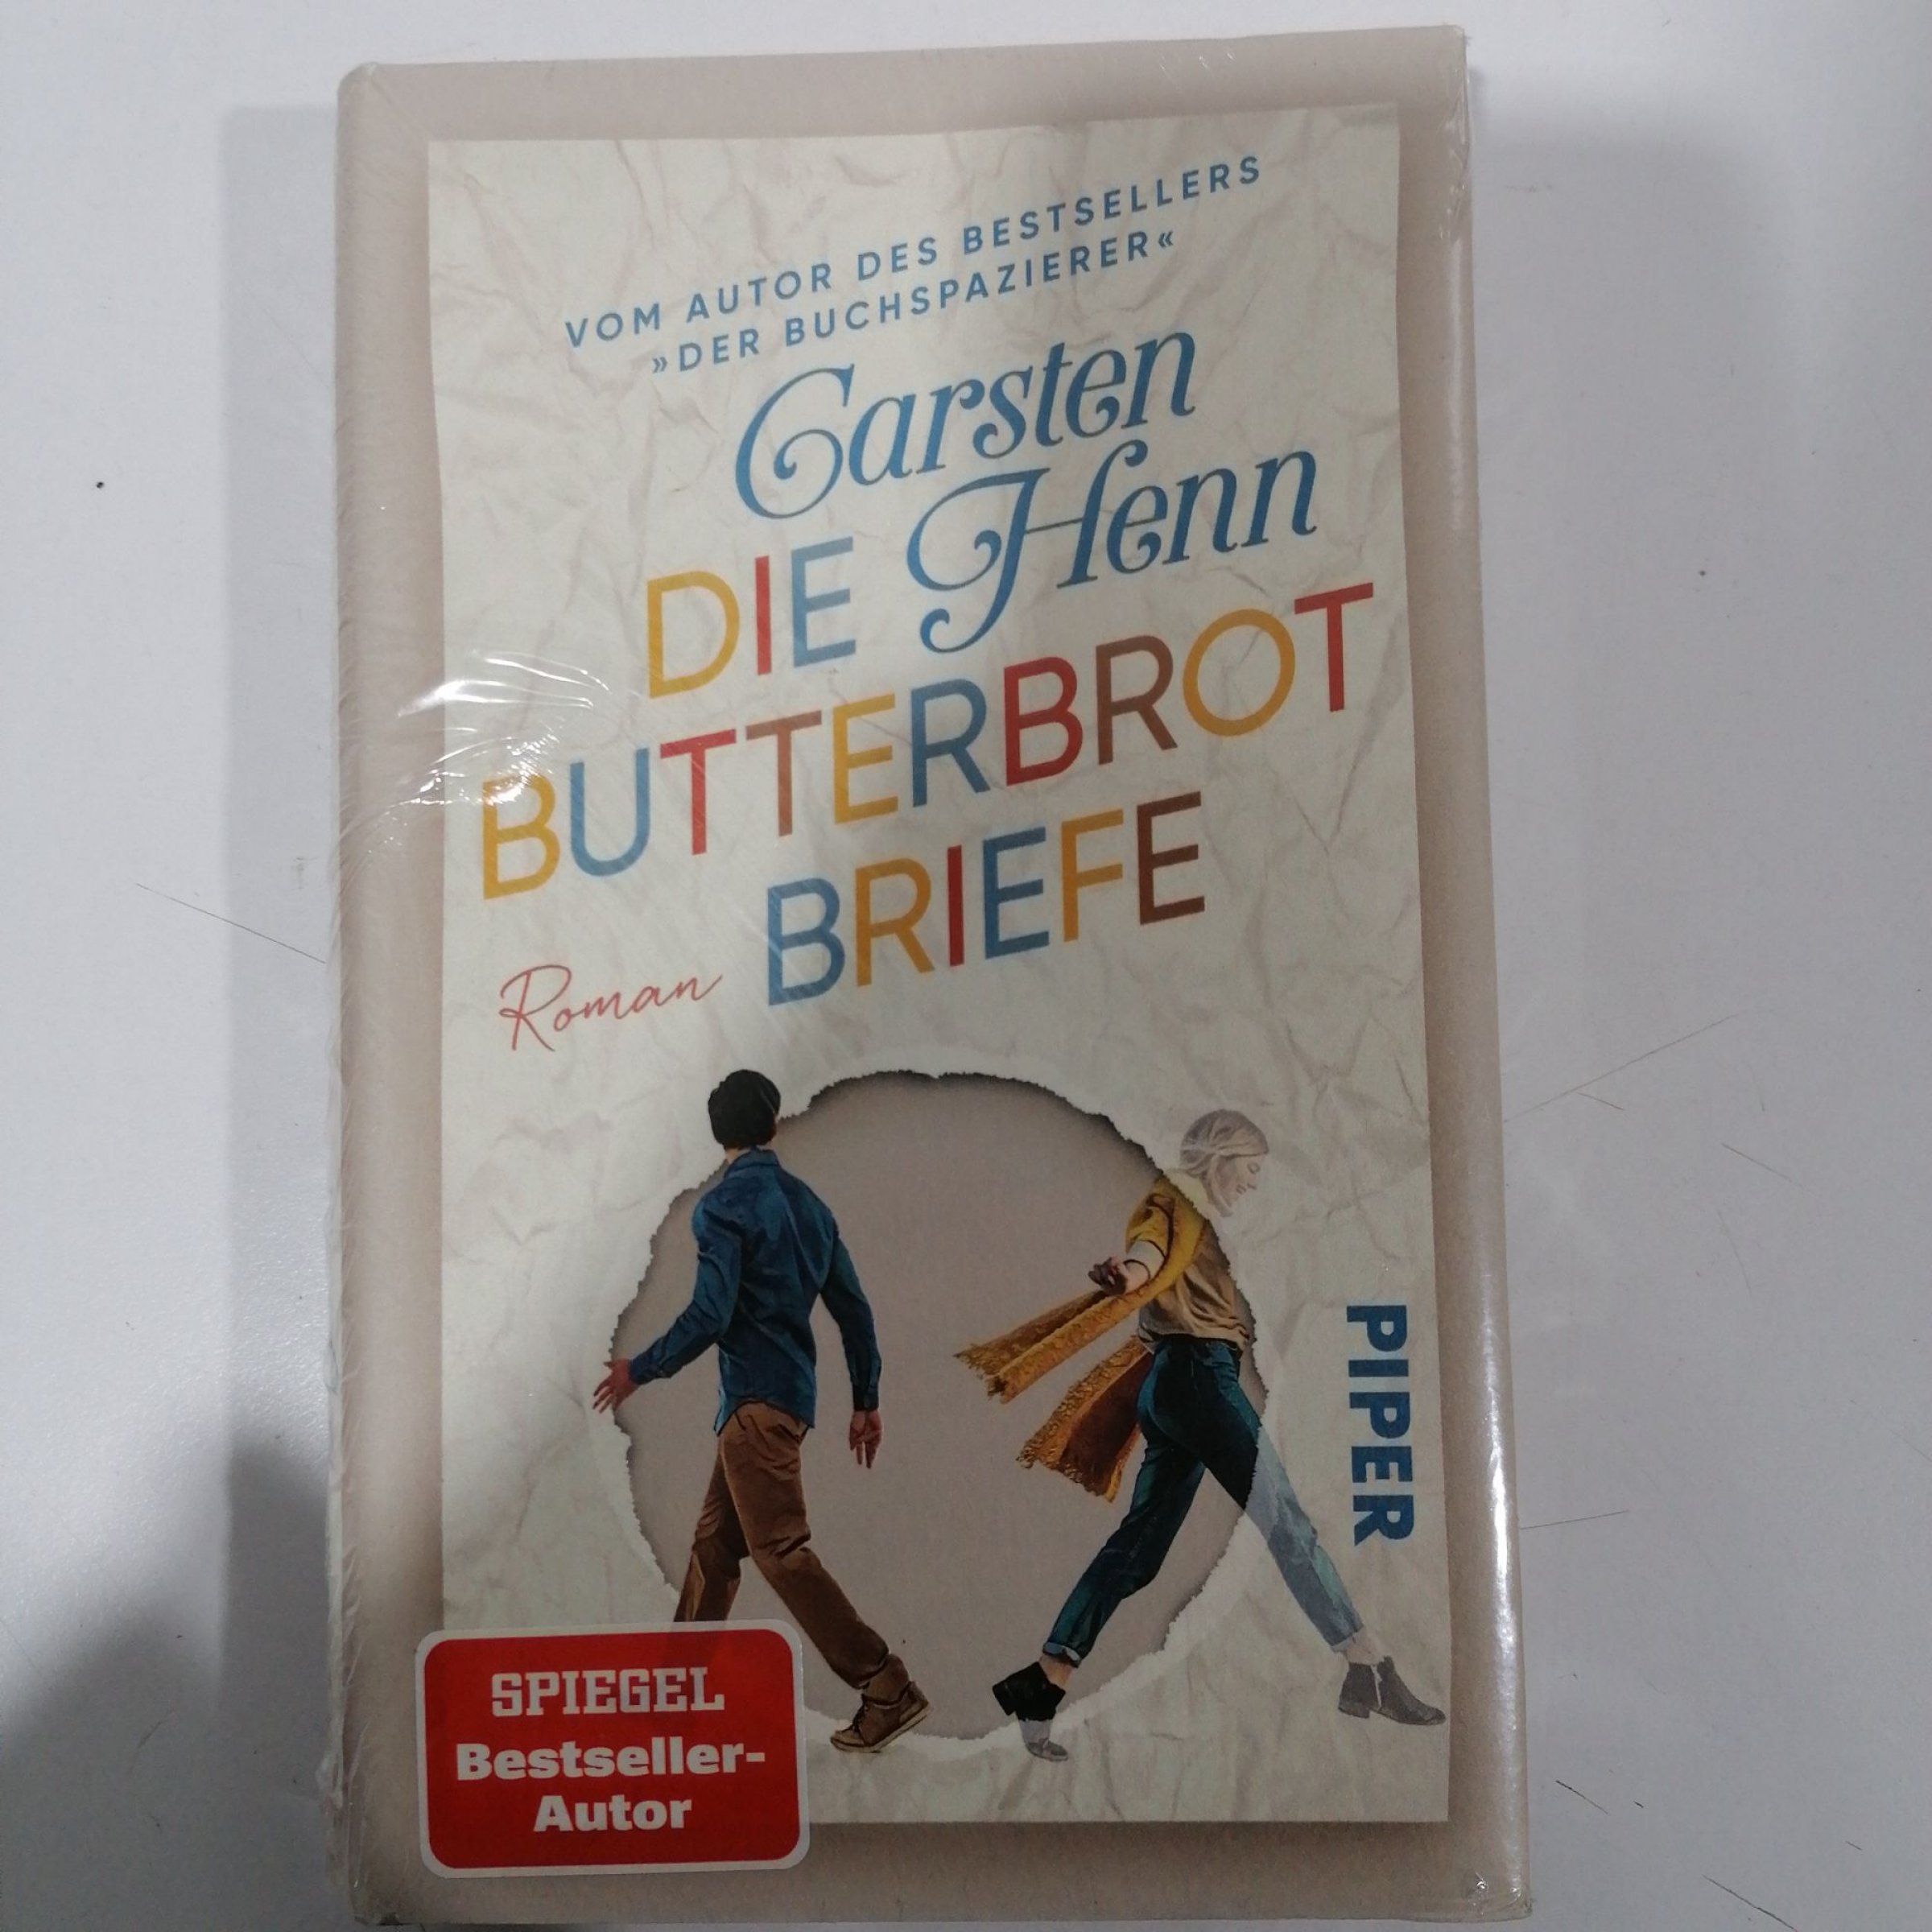 VOM AUTOR DES BESTSELLERS
»DER BUCHSPAZIERER«
Carsten
Henn
DIE
BUTTERBROT
BRIEFE
Roman
PIPER
SPIEGEL
Bestseller-
Autor